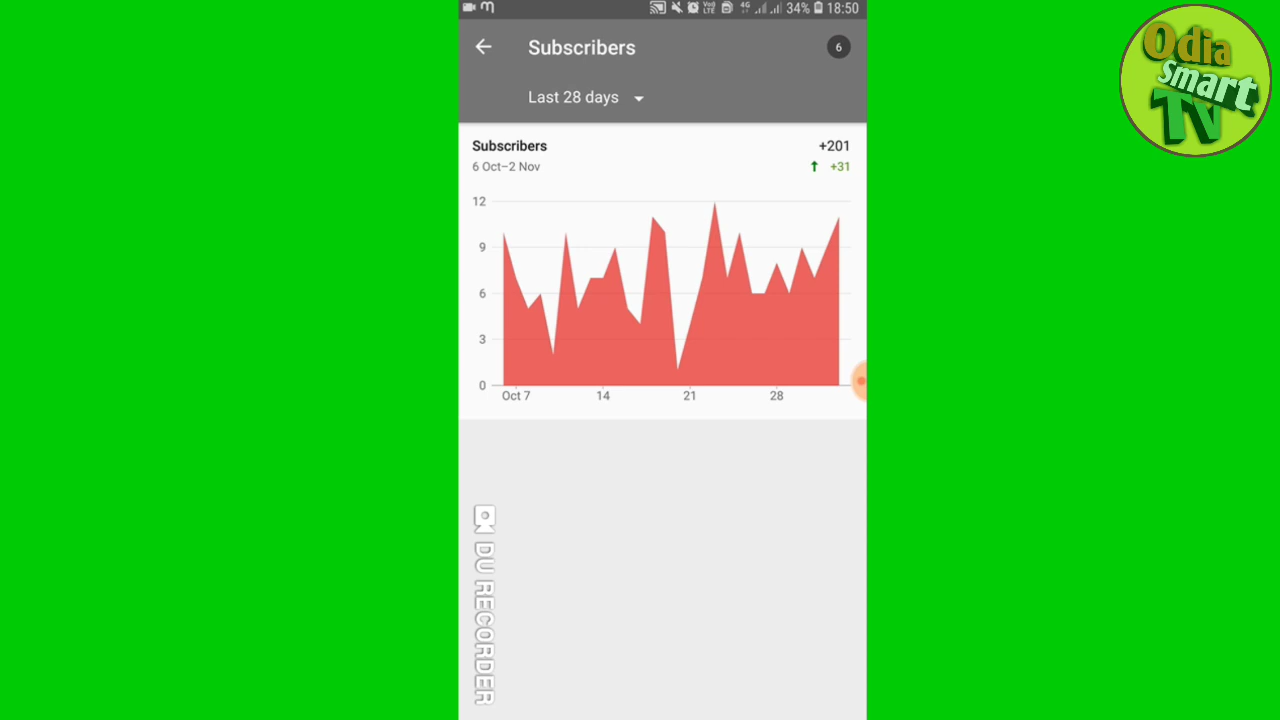 34% 18:50
Odia
Smart
TV
Subscribers
6
Last 28 days
Subscribers
+201
6 Oct–2 Nov
+31
12
9
6
3
0
Oct 7
14
21
28
DU RECORDER